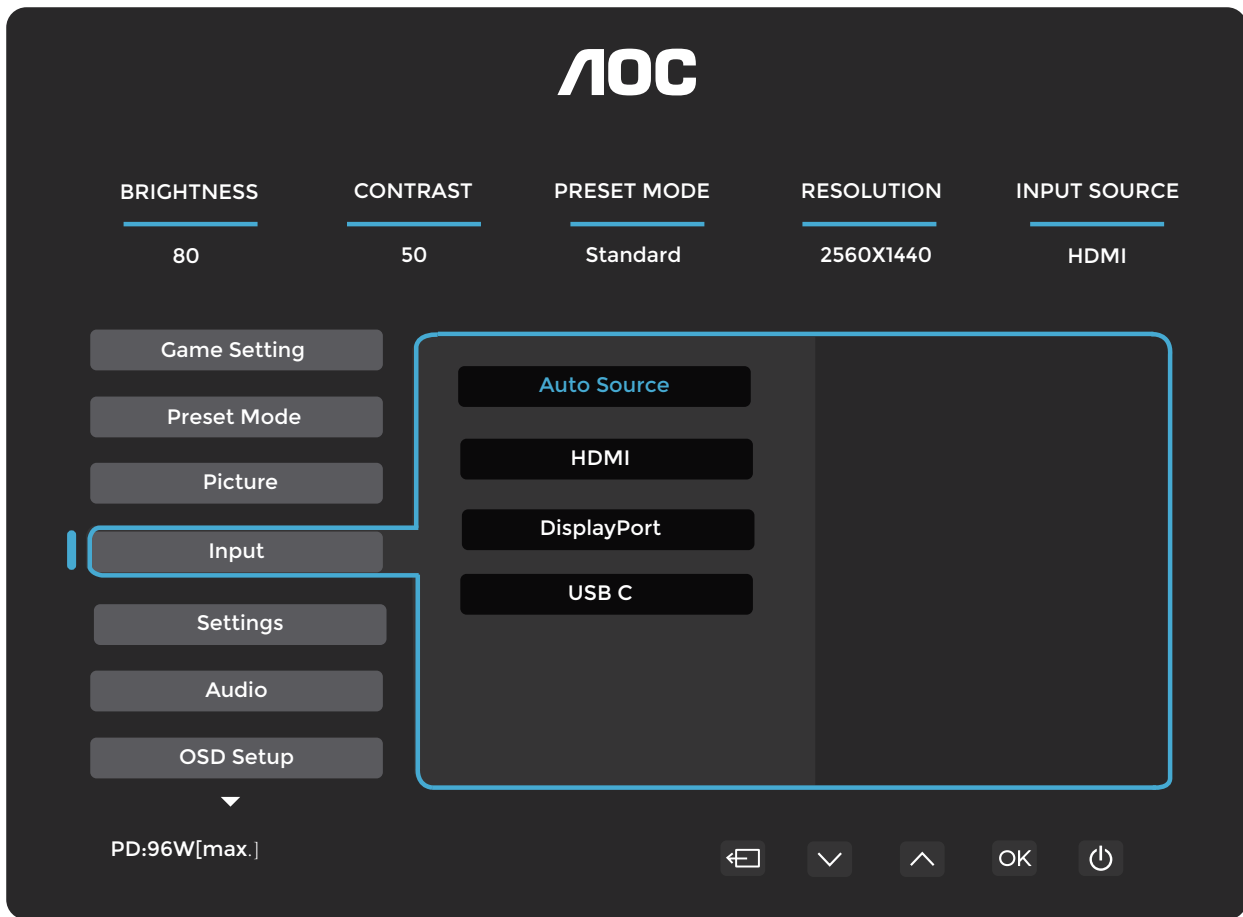 AOC
BRIGHTNESS CONTRAST PRESET MODE RESOLUTION INPUT SOURCE
80 50 Standard 2560X1440 HDMI
Game Setting
Preset Mode
Picture
Input
Settings
Audio
OSD Setup
Auto Source
HDMI
DisplayPort
USB C
PD:96W[max.]
OK